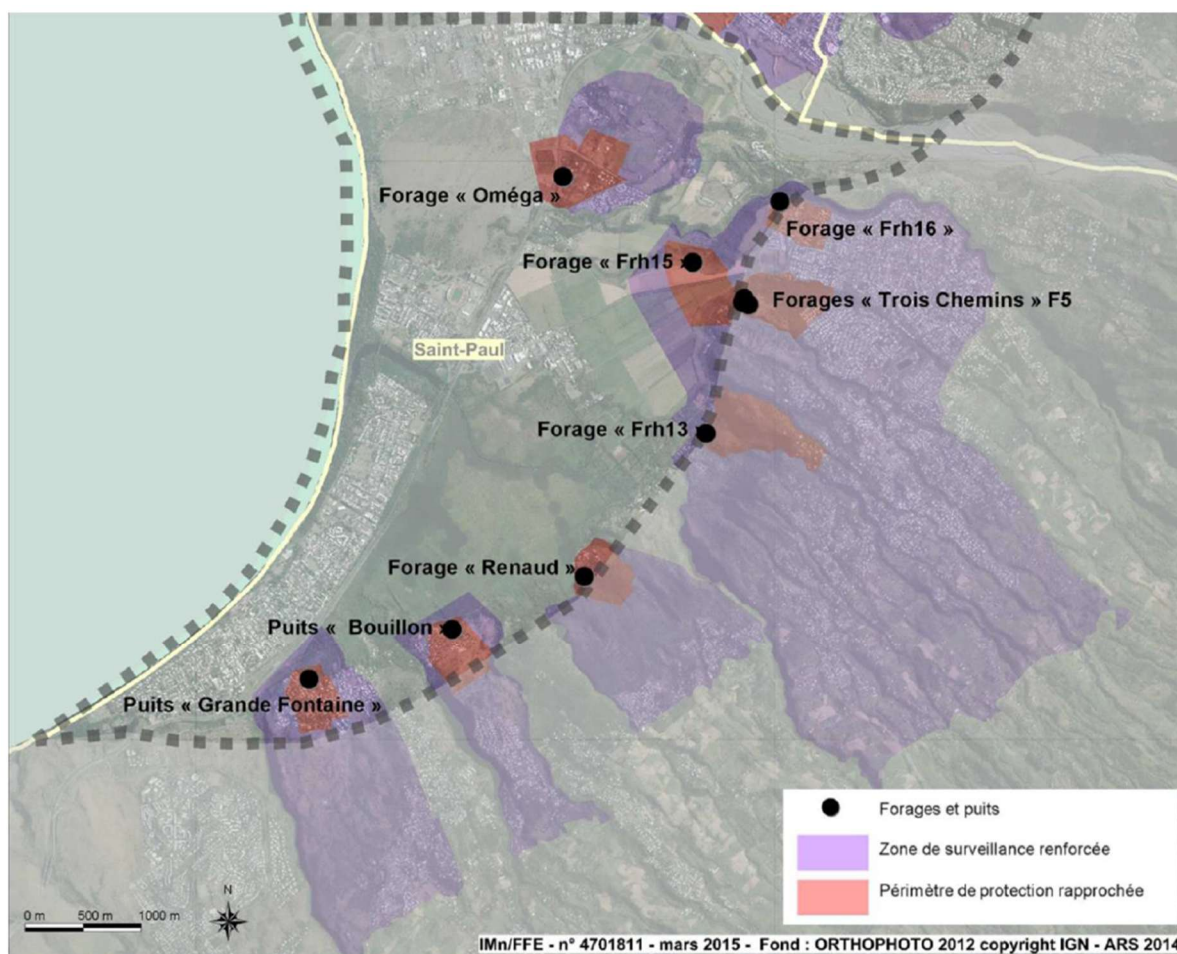 Forage « Oméga »
Forage « Frh16 »
Forage « Frh15 »
Forages « Trois Chemins » F5
Saint-Paul
Forage « Frh13 »
Forage « Renaud »
Puits « Bouillon »
Puits « Grande Fontaine »
Forages et puits
Zone de surveillance renforcée
Périmètre de protection rapprochée
N
0 m 500 m 1000 m
IMn/FFE - n° 4701811 - mars 2015 - Fond : ORTHOPHOTO 2012 copyright IGN - ARS 2014